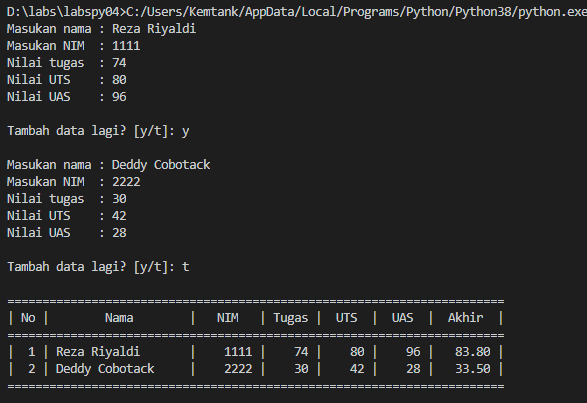 D:\labs\labspy04>C:/Users/Kemtank/AppData/Local/Programs/Python/Python38/python.exe
Masukan nama : Reza Riyaldi
Masukan NIM  : 1111
Nilai tugas  : 74
Nilai UTS    : 80
Nilai UAS    : 96
Tambah data lagi? [y/t]: y
Masukan nama : Deddy Cobotack
Masukan NIM  : 2222
Nilai tugas  : 30
Nilai UTS    : 42
Nilai UAS    : 28
Tambah data lagi? [y/t]: t
=======================================================================
| No |        Nama        |   NIM   | Tugas |  UTS  |  UAS  |  Akhir  |
=======================================================================
|  1 | Reza Riyaldi       |    1111 |    74 |    80 |    96 |   83.80 |
|  2 | Deddy Cobotack     |    2222 |    30 |    42 |    28 |   33.50 |
=======================================================================